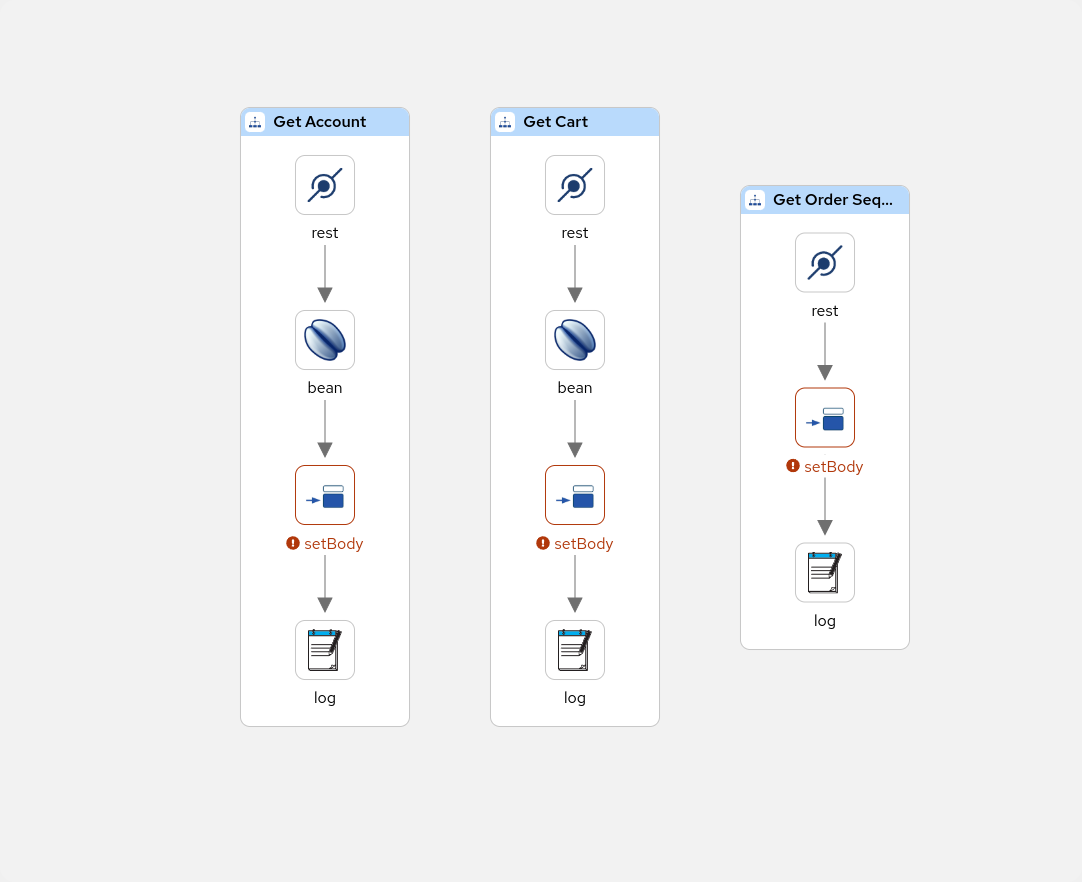 Get Account
rest
bean
setBody
log
Get Cart
rest
bean
setBody
log
Get Order Seq...
rest
setBody
log